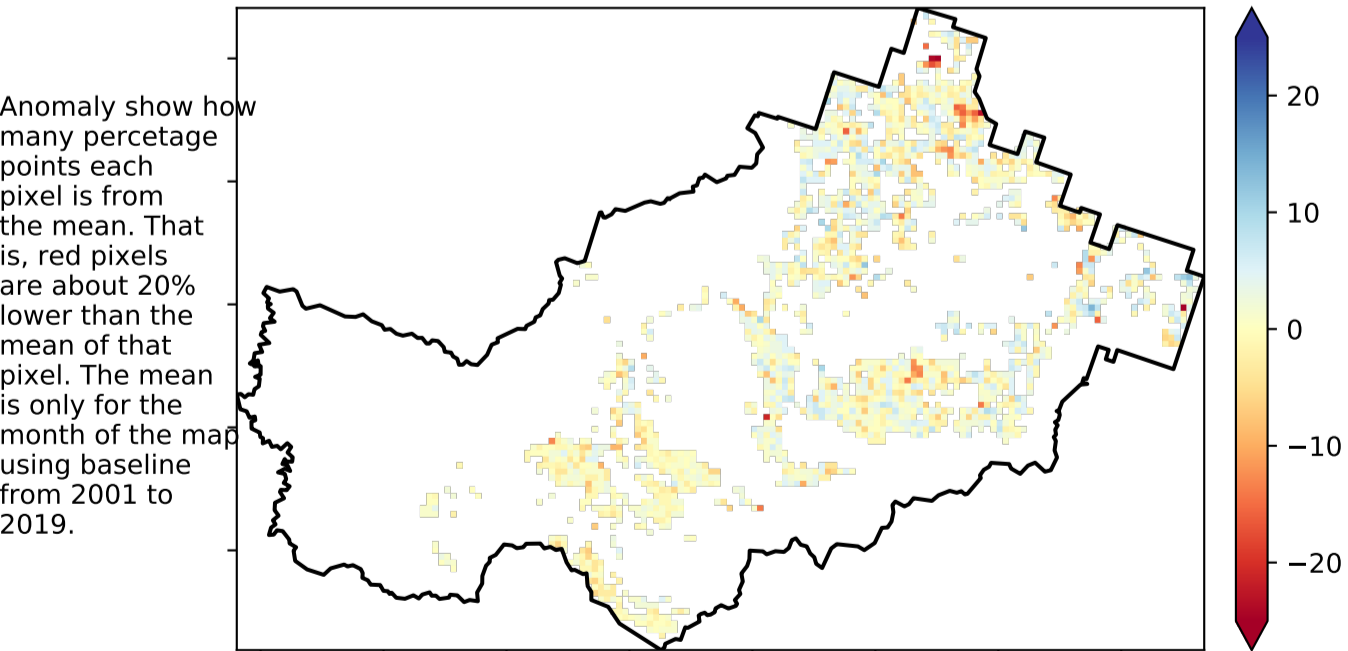 Anomaly show how
many percetage
points each
pixel is from
the mean. That
is, red pixels
are about 20%
lower than the
mean of that
pixel. The mean
is only for the
month of the map
using baseline
from 2001 to
2019.
20
10
0
−10
−20